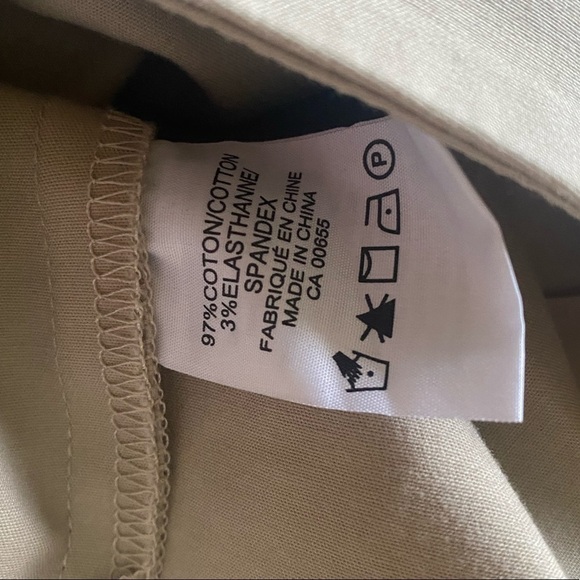 97%COTON/COTTON
3%ELASTHANNE/
SPANDEX
FABRIQUÉ EN CHINE
MADE IN CHINA
CA 00655
P